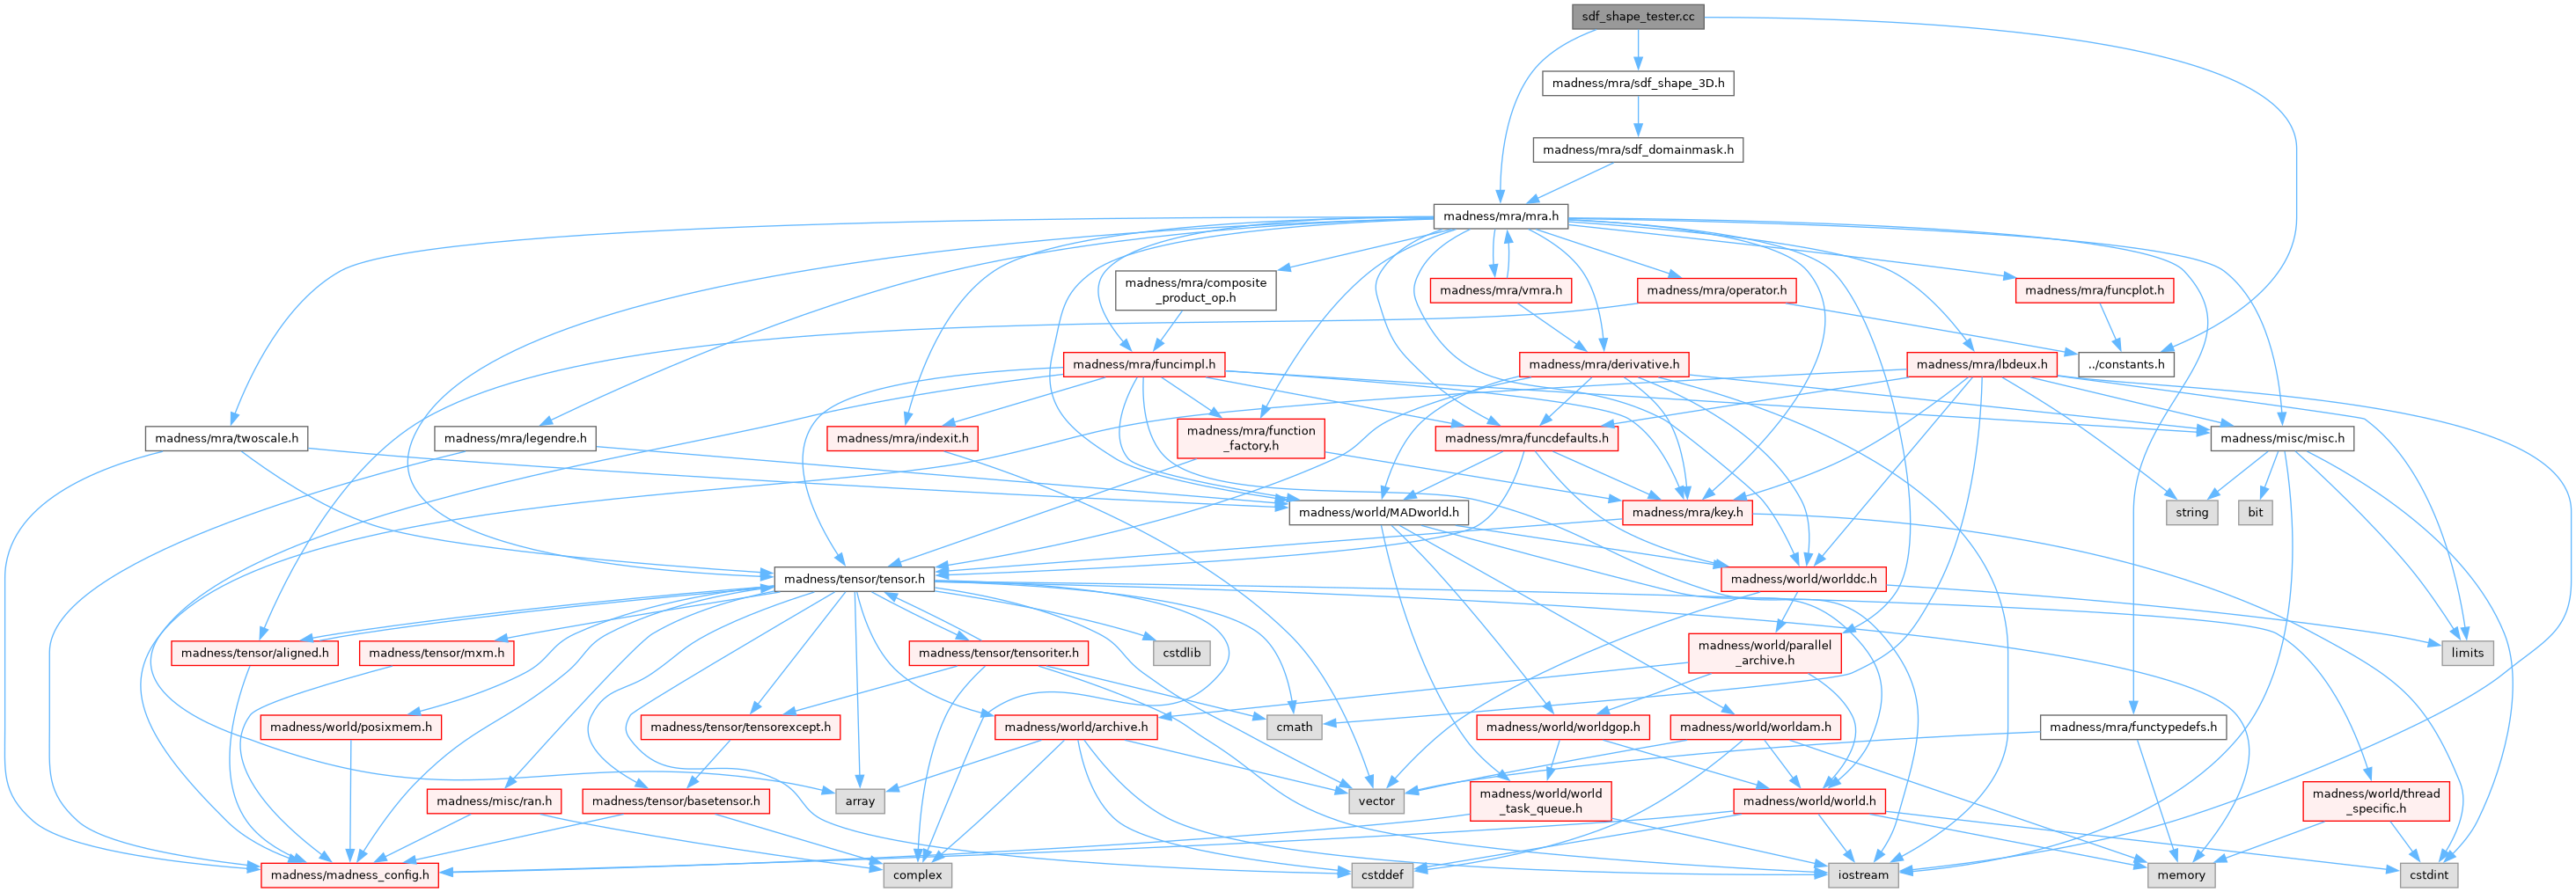 sdf_shape_tester.cc
madness/mra/sdf_shape_3D.h
madness/mra/sdf_domainmask.h
madness/mra/mra.h
madness/mra/composite
_product_op.h
madness/mra/vmra.h
madness/mra/operator.h
madness/mra/funcplot.h
madness/mra/funcimpl.h
madness/mra/derivative.h
madness/mra/lbdeux.h
../constants.h
madness/mra/twoscale.h
madness/mra/legendre.h
madness/mra/indexit.h
madness/mra/function
_factory.h
madness/mra/funcdefaults.h
madness/misc/misc.h
madness/world/MADworld.h
madness/mra/key.h
string
bit
madness/tensor/tensor.h
madness/world/worlddc.h
madness/tensor/aligned.h
madness/tensor/mxm.h
madness/tensor/tensoriter.h
cstdlib
madness/world/parallel
_archive.h
limits
madness/world/posixmem.h
madness/tensor/tensorexcept.h
madness/world/archive.h
cmath
madness/world/worldgop.h
madness/world/worldam.h
madness/mra/functypedefs.h
madness/misc/ran.h
madness/tensor/basetensor.h
array
vector
madness/world/world
_task_queue.h
madness/world/world.h
madness/world/thread
_specific.h
madness/madness_config.h
complex
cstddef
iostream
memory
cstdint